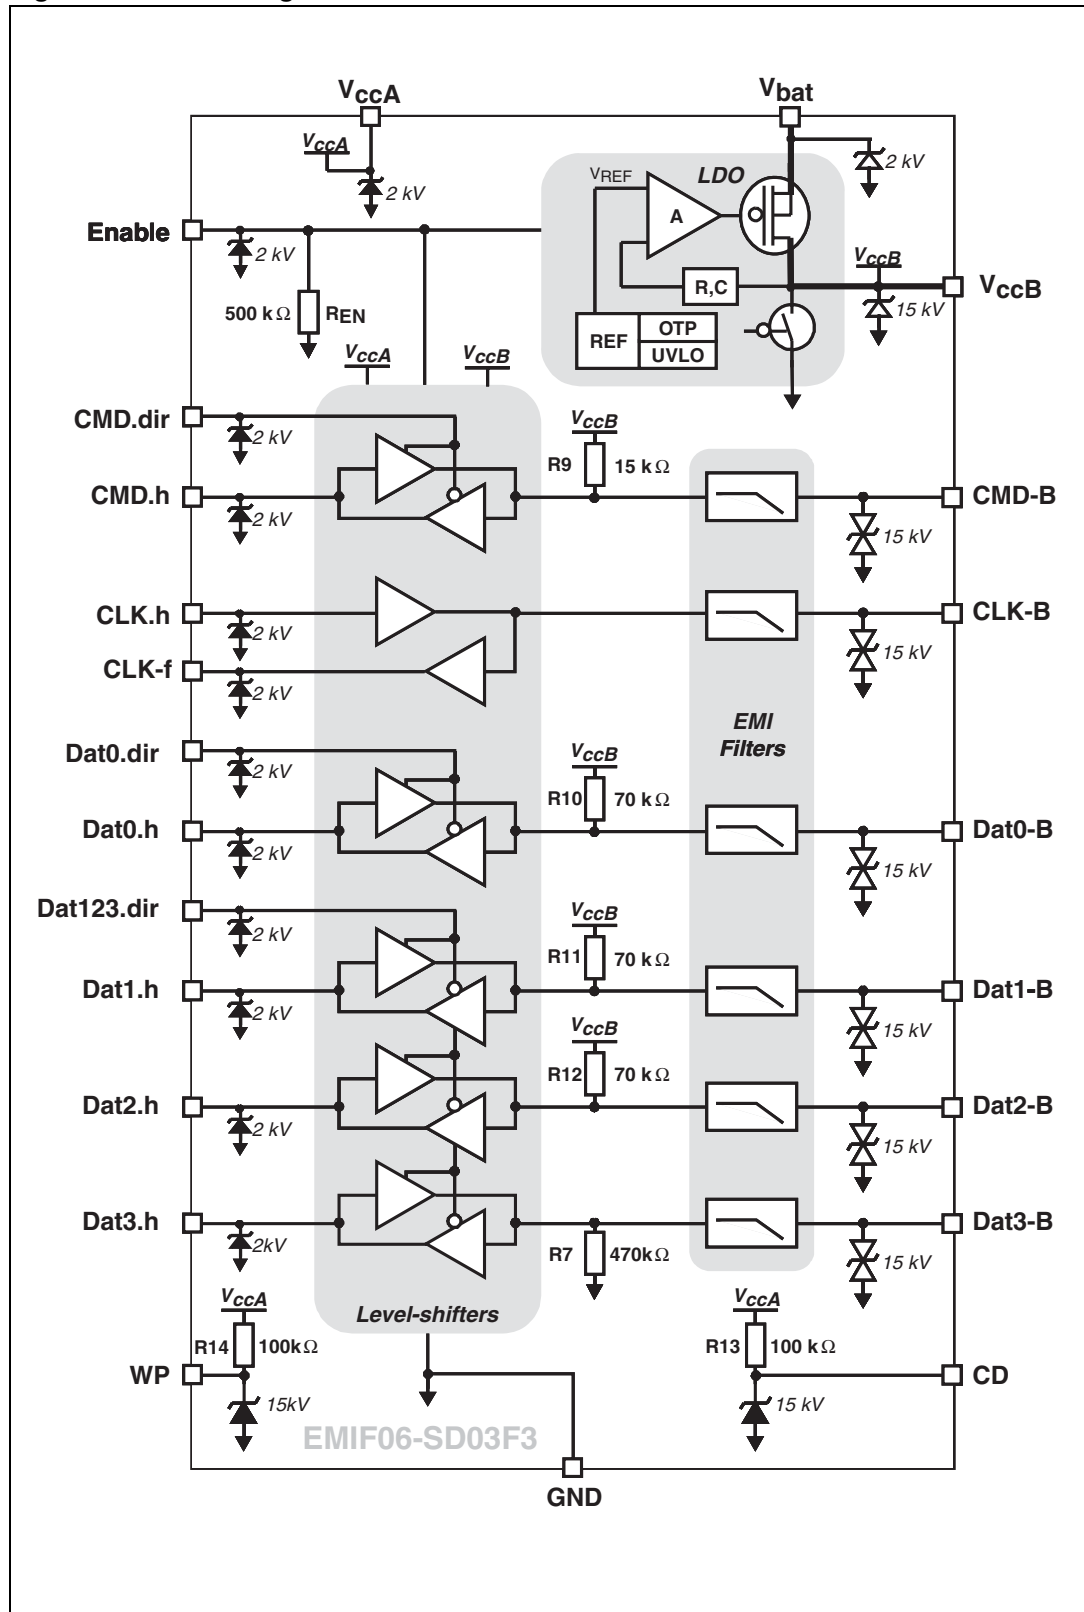 VccA
Vbat
VccA
2 kV
2 kV
VREF
LDO
A
Enable
2 kV
500 kΩ
REN
R,C
VccB
VccB
15 kV
REF
OTP
UVLO
VccA
VccB
CMD.dir
2 kV
VccB
R9
15 kΩ
CMD.h
2 kV
CMD-B
15 kV
CLK.h
2 kV
CLK-B
15 kV
CLK-f
2 kV
EMI
Filters
Dat0.dir
2 kV
VccB
R10
70 kΩ
Dat0.h
2 kV
Dat0-B
15 kV
Dat123.dir
2 kV
VccB
R11
70 kΩ
Dat1.h
2 kV
Dat1-B
15 kV
VccB
R12
70 kΩ
Dat2.h
2 kV
Dat2-B
15 kV
Dat3.h
2kV
R7
470kΩ
Dat3-B
15 kV
VccA
R14
100kΩ
Level-shifters
VccA
R13
100 kΩ
WP
15kV
CD
15 kV
EMIF06-SD03F3
GND